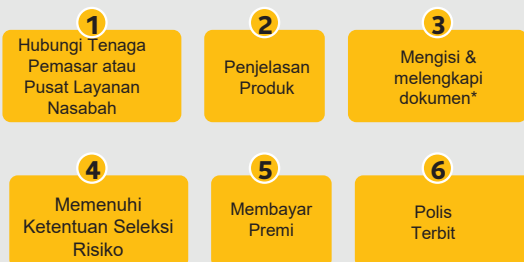 1
Hubungi Tenaga
Pemasar atau
Pusat Layanan
Nasabah
2
Penjelasan
Produk
3
Mengisi &
melengkapi
dokumen*
4
Memenuhi
Ketentuan Seleksi
Risiko
5
Membayar
Premi
6
Polis
Terbit